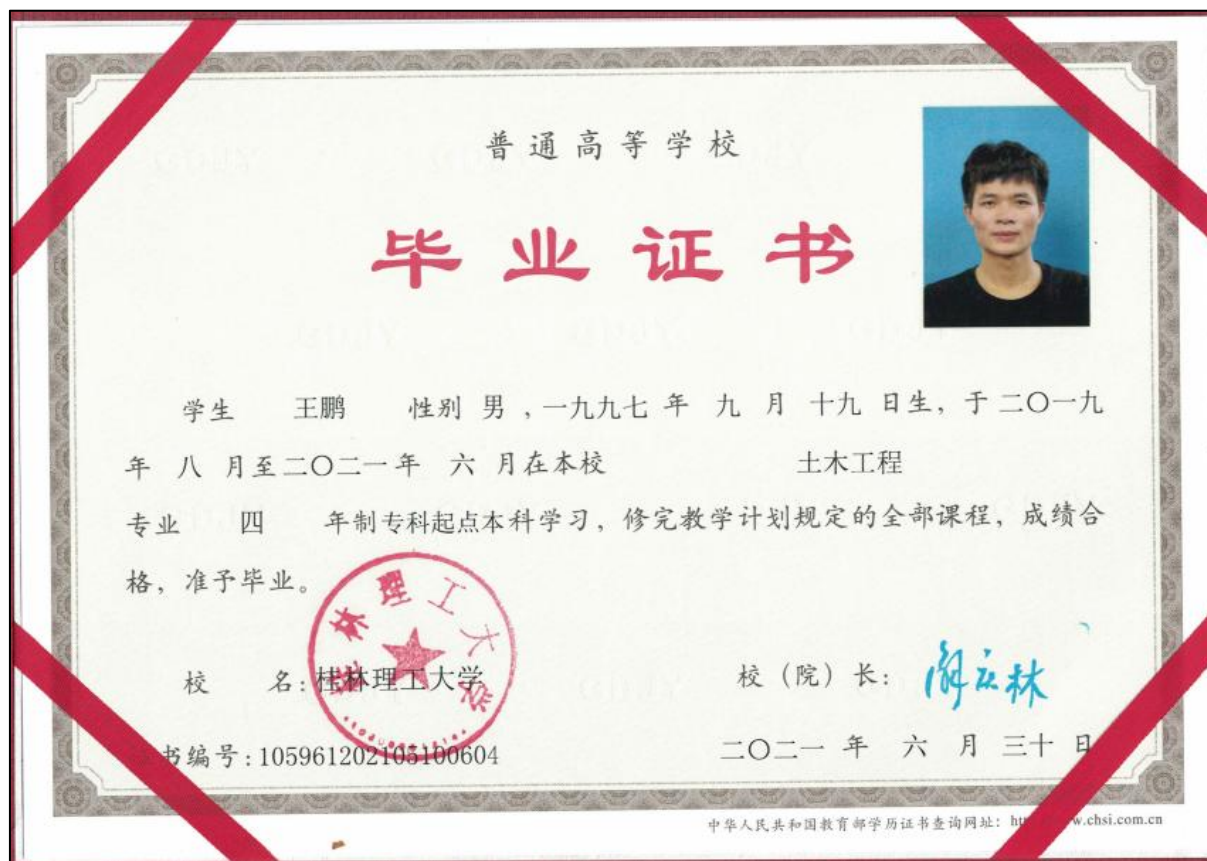 普通高等学校
毕业证书
学生 王鹏 性别 男 ,一九九七 年 九 月 十九 日生, 于 二〇一九
年 八 月至 二〇二一 年 六 月在本校 土木工程
专业 四 年制 专科起点本科学习, 修完教学计划规定的全部课程, 成绩合
格, 准予毕业。
桂林理工大学
校 名: 桂林理工大学 校(院)长:
书编号: 105961202105100604 二〇二一 年 六 月 三十 日
中华人民共和国教育部学历证书查询网址: w.chsi.com.cn